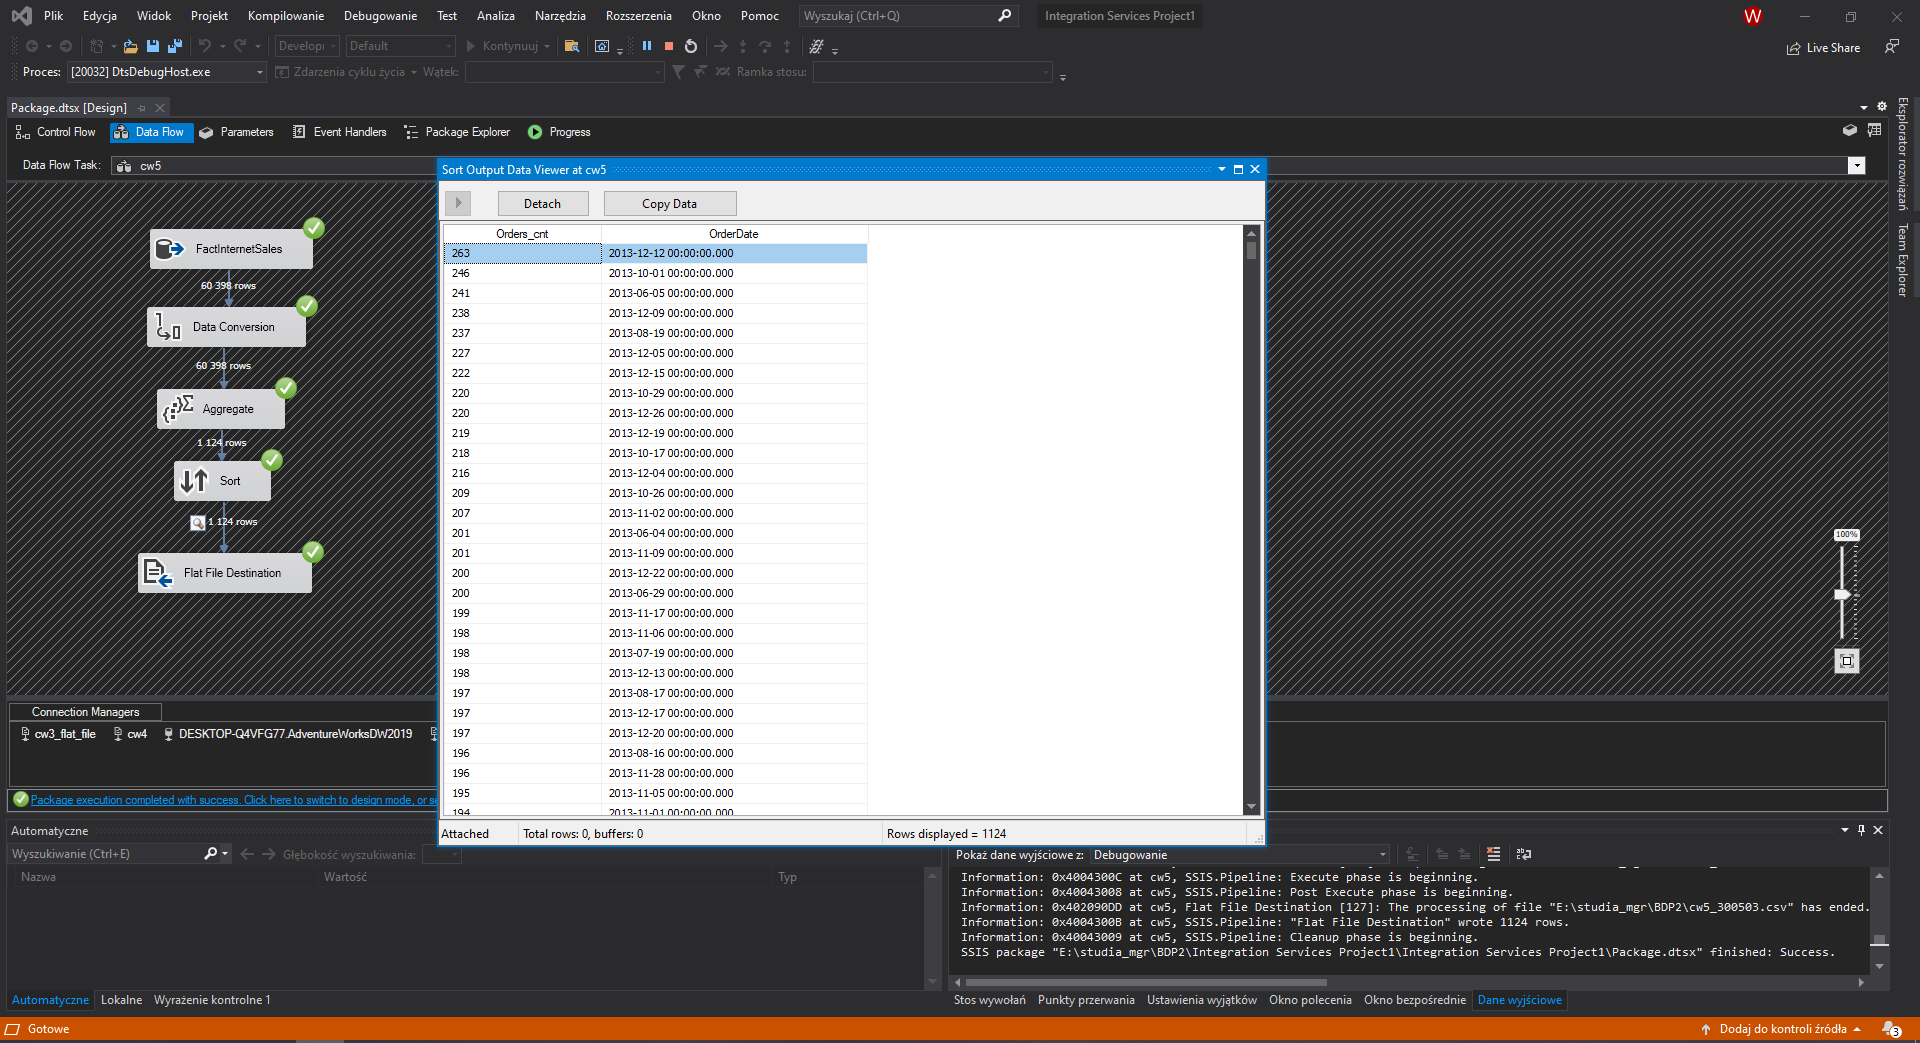 Plik Edycja Widok Projekt Kompilowanie Debugowanie Test Analiza Narzędzia Rozszerzenia Okno Pomoc Wyszukaj (Ctrl+Q) Integration Services Project1 W
Developi Default Kontynuuj Live Share
Proces: [20032] DtsDebugHost.exe Zdarzenia cyklu życia Wątek: Ramka stosu:
Package.dtsx [Design]
Control Flow Data Flow Parameters Event Handlers Package Explorer Progress
Data Flow Task: cw5
Eksplorator rozwiązań
Team Explorer
FactInternetSales
60 398 rows
Data Conversion
60 398 rows
Aggregate
1 124 rows
Sort
1 124 rows
Flat File Destination
Sort Output Data Viewer at cw5
Detach Copy Data
Orders_cnt OrderDate
263 2013-12-12 00:00:00.000
246 2013-10-01 00:00:00.000
241 2013-06-05 00:00:00.000
238 2013-12-09 00:00:00.000
237 2013-08-19 00:00:00.000
227 2013-12-05 00:00:00.000
222 2013-12-15 00:00:00.000
220 2013-10-29 00:00:00.000
220 2013-12-26 00:00:00.000
219 2013-12-19 00:00:00.000
218 2013-10-17 00:00:00.000
216 2013-12-04 00:00:00.000
209 2013-10-26 00:00:00.000
207 2013-11-02 00:00:00.000
201 2013-06-04 00:00:00.000
201 2013-11-09 00:00:00.000
200 2013-12-22 00:00:00.000
200 2013-06-29 00:00:00.000
199 2013-11-17 00:00:00.000
198 2013-11-06 00:00:00.000
198 2013-07-19 00:00:00.000
198 2013-12-13 00:00:00.000
197 2013-08-17 00:00:00.000
197 2013-12-17 00:00:00.000
197 2013-12-20 00:00:00.000
196 2013-08-16 00:00:00.000
196 2013-11-28 00:00:00.000
195 2013-11-05 00:00:00.000
194 2013-11-01 00:00:00.000
Attached Total rows: 0, buffers: 0 Rows displayed = 1124
100%
Connection Managers
cw3_flat_file cw4 DESKTOP-Q4VFG77.AdventureWorksDW2019
Package execution completed with success. Click here to switch to design mode, or se
Automatyczne
Wyszukiwanie (Ctrl+E) Głębokość wyszukiwania:
Nazwa Wartość Typ
Pokaż dane wyjściowe z: Debugowanie
Information: 0x4004300C at cw5, SSIS.Pipeline: Execute phase is beginning.
Information: 0x40043008 at cw5, SSIS.Pipeline: Post Execute phase is beginning.
Information: 0x402090DD at cw5, Flat File Destination [127]: The processing of file "E:\studia_mgr\BDP2\cw5_300503.csv" has ended.
Information: 0x4004300B at cw5, SSIS.Pipeline: "Flat File Destination" wrote 1124 rows.
Information: 0x40043009 at cw5, SSIS.Pipeline: Cleanup phase is beginning.
SSIS package "E:\studia_mgr\BDP2\Integration Services Project1\Integration Services Project1\Package.dtsx" finished: Success.
Automatyczne Lokalne Wyrażenie kontrolne 1
Stos wywołań Punkty przerwania Ustawienia wyjątków Okno polecenia Okno bezpośrednie Dane wyjściowe
Gotowe Dodaj do kontroli źródła 3